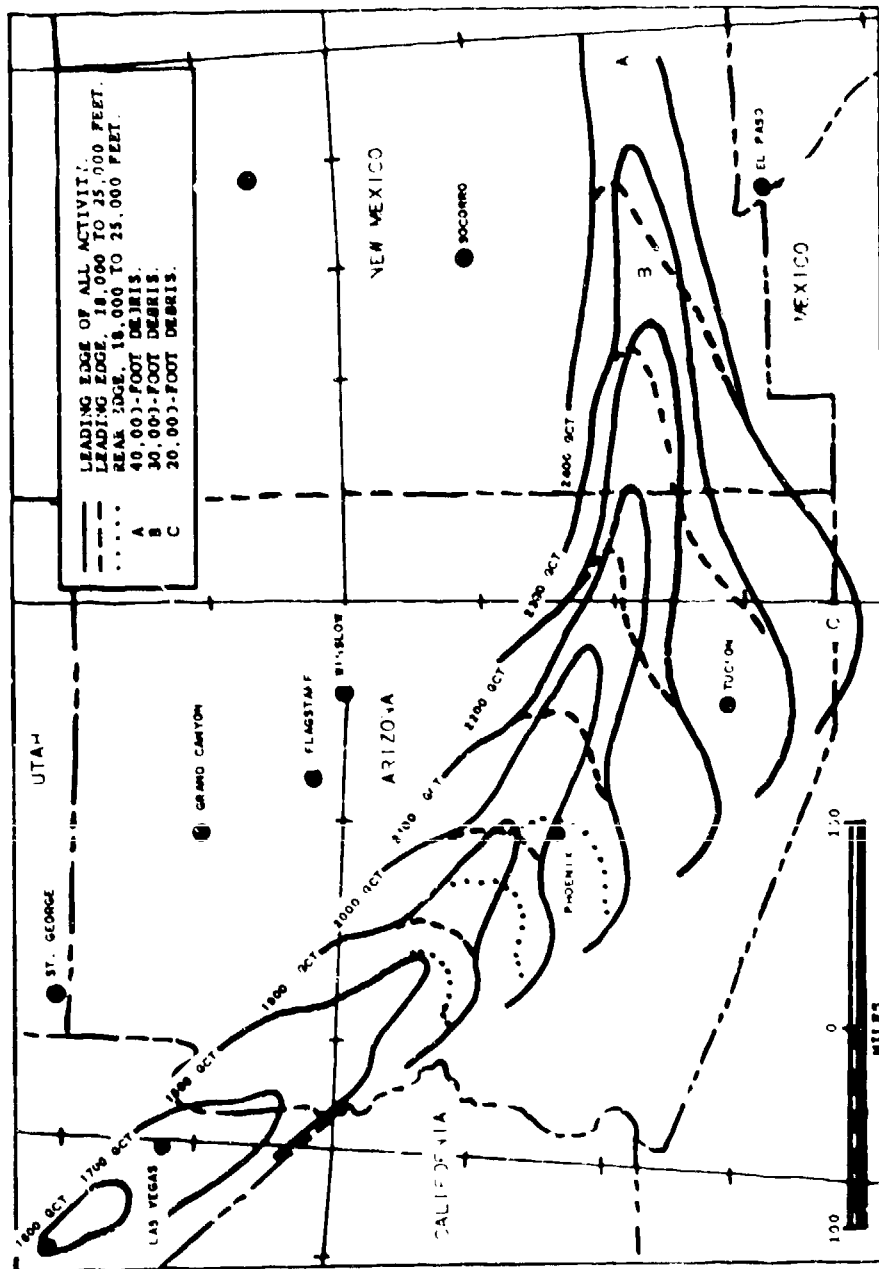 LEADING EDGE OF ALL ACTIVITY.
LEADING EDGE, 18,000 TO 25,000 FEET.
REAR EDGE, 18,000 TO 25,000 FEET.
A 40,000-FOOT DEBRIS.
B 30,000-FOOT DEBRIS.
C 20,000-FOOT DEBRIS.
UTAH
ST. GEORGE
GRAND CANYON
FLAGSTAFF
WINSLOW
ARIZONA
NEW MEXICO
SOCORRO
LAS VEGAS
CALIFORNIA
PHOENIX
TUCSON
EL PASO
MEXICO
1600 GCT
1700 GCT
1800 GCT
1900 GCT
2000 GCT
2100 GCT
2200 GCT
2300 GCT
2400 GCT
A
B
C
100
0
100
MILES